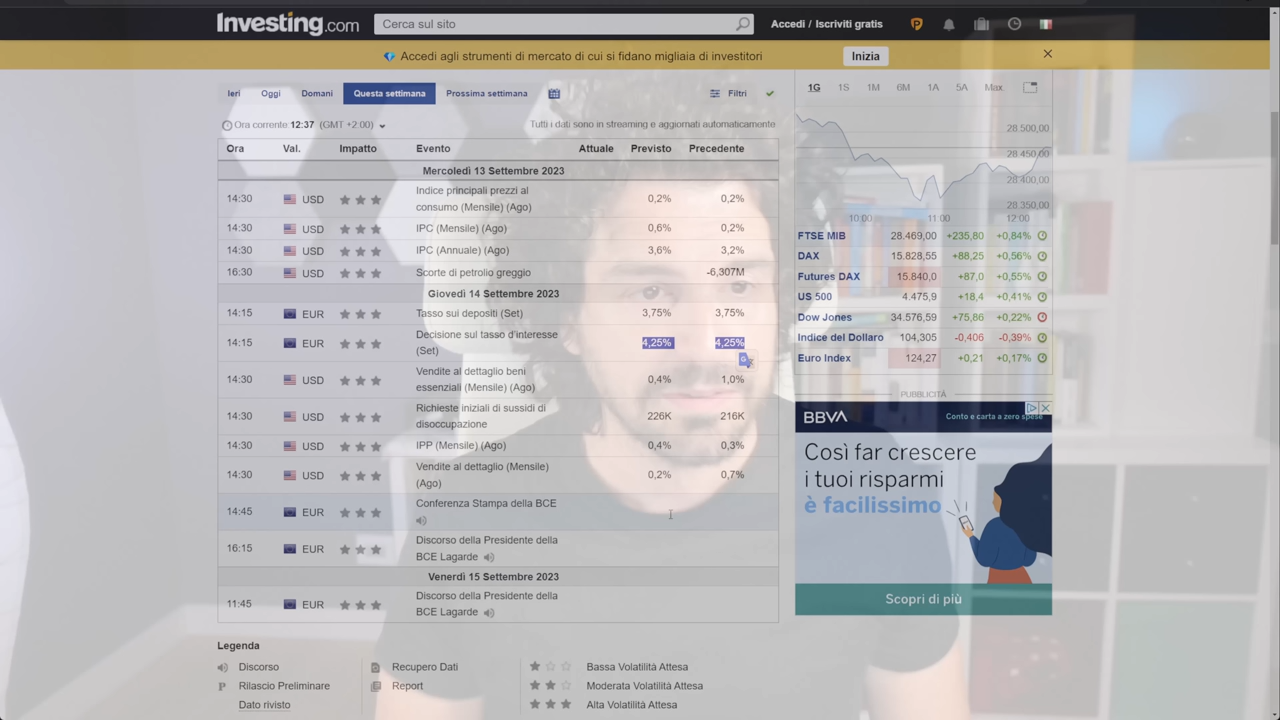 Investing.com
Cerca sul sito
Accedi / Iscriviti gratis
Accedi agli strumenti di mercato di cui si fidano migliaia di investitori
Inizia
Ieri Oggi Domani Questa settimana Prossima settimana Filtri
Ora corrente 12:37 (GMT +2:00)
Tutti i dati sono in streaming e aggiornati automaticamente
Ora Val. Impatto Evento Attuale Previsto Precedente
Mercoledì 13 Settembre 2023
14:30 USD Indice principali prezzi al
consumo (Mensile) (Ago) 0,2% 0,2%
14:30 USD IPC (Mensile) (Ago) 0,6% 0,2%
14:30 USD IPC (Annuale) (Ago) 3,6% 3,2%
16:30 USD Scorte di petrolio greggio -6,307M
Giovedì 14 Settembre 2023
14:15 EUR Tasso sui depositi (Set) 3,75% 3,75%
14:15 EUR Decisione sul tasso d'interesse
(Set) 4,25% 4,25%
14:30 USD Vendite al dettaglio beni
essenziali (Mensile) (Ago) 0,4% 1,0%
14:30 USD Richieste iniziali di sussidi di
disoccupazione 226K 216K
14:30 USD IPP (Mensile) (Ago) 0,4% 0,3%
14:30 USD Vendite al dettaglio (Mensile)
(Ago) 0,2% 0,7%
14:45 EUR Conferenza Stampa della BCE
16:15 EUR Discorso della Presidente della
BCE Lagarde
Venerdì 15 Settembre 2023
11:45 EUR Discorso della Presidente della
BCE Lagarde
Legenda
Discorso Recupero Dati Bassa Volatilità Attesa
P Rilascio Preliminare Report Moderata Volatilità Attesa
Dato rivisto Alta Volatilità Attesa
1G 1S 1M 6M 1A 5A Max.
28.500,00
28.450,00
28.400,00
28.350,00
10:00 11:00 12:00
FTSE MIB 28.469,00 +235,80 +0,84%
DAX 15.828,55 +88,25 +0,56%
Futures DAX 15.840,0 +87,0 +0,55%
US 500 4.475,9 +18,4 +0,41%
Dow Jones 34.576,59 +75,86 +0,22%
Indice del Dollaro 104,305 -0,406 -0,39%
Euro Index 124,27 +0,21 +0,17%
PUBBLICITÀ
BBVA Conto e carta a zero spese
Così far crescere
i tuoi risparmi
è facilissimo
Scopri di più